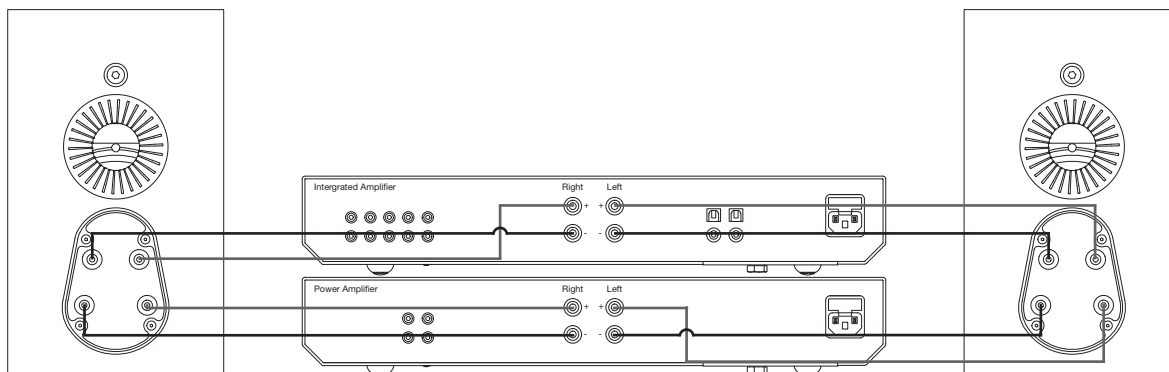 Intergrated Amplifier Right Left
+ +
- -
Power Amplifier Right Left
+ +
- -